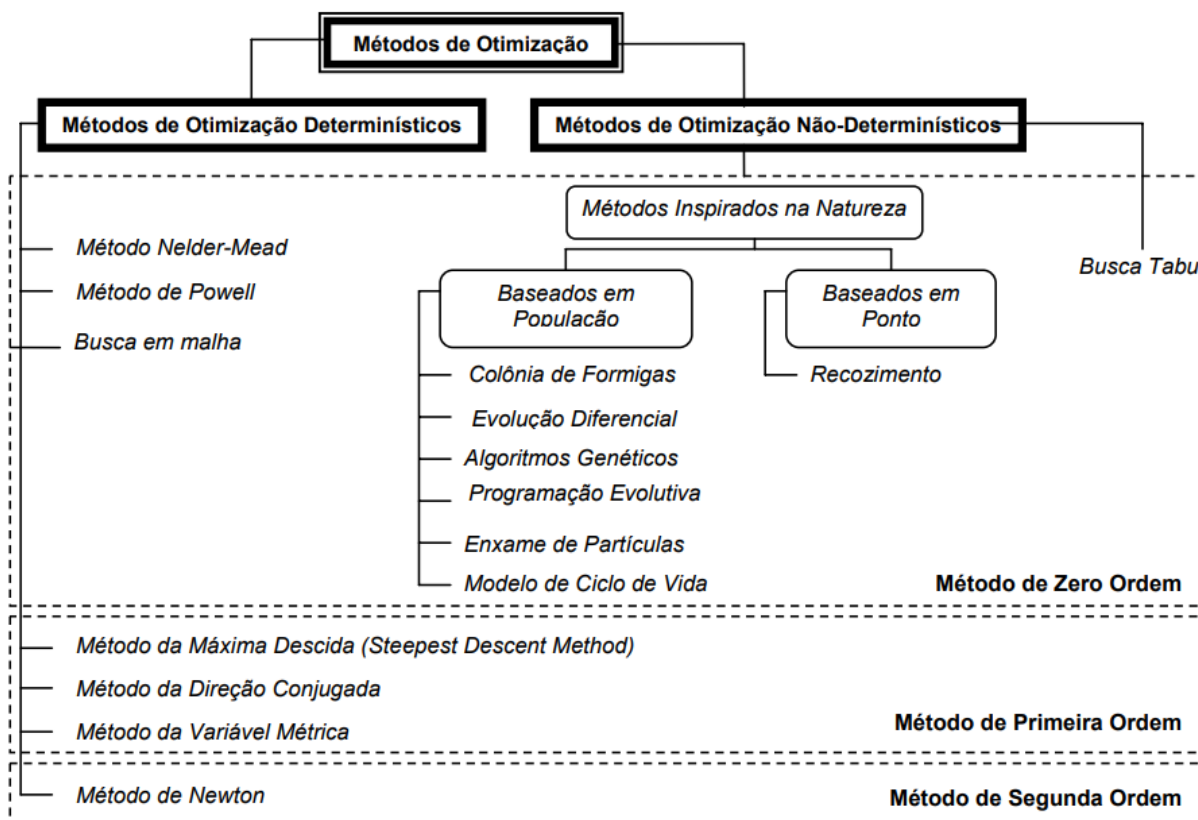 Métodos de Otimização
Métodos de Otimização Determinísticos
Métodos de Otimização Não-Determinísticos
Métodos Inspirados na Natureza
Método Nelder-Mead
Busca Tabu
Método de Powell
Baseados em
População
Baseados em
Ponto
Busca em malha
Colônia de Formigas
Recozimento
Evolução Diferencial
Algoritmos Genéticos
Programação Evolutiva
Enxame de Partículas
Modelo de Ciclo de Vida
Método de Zero Ordem
Método da Máxima Descida (Steepest Descent Method)
Método da Direção Conjugada
Método da Variável Métrica
Método de Primeira Ordem
Método de Newton
Método de Segunda Ordem